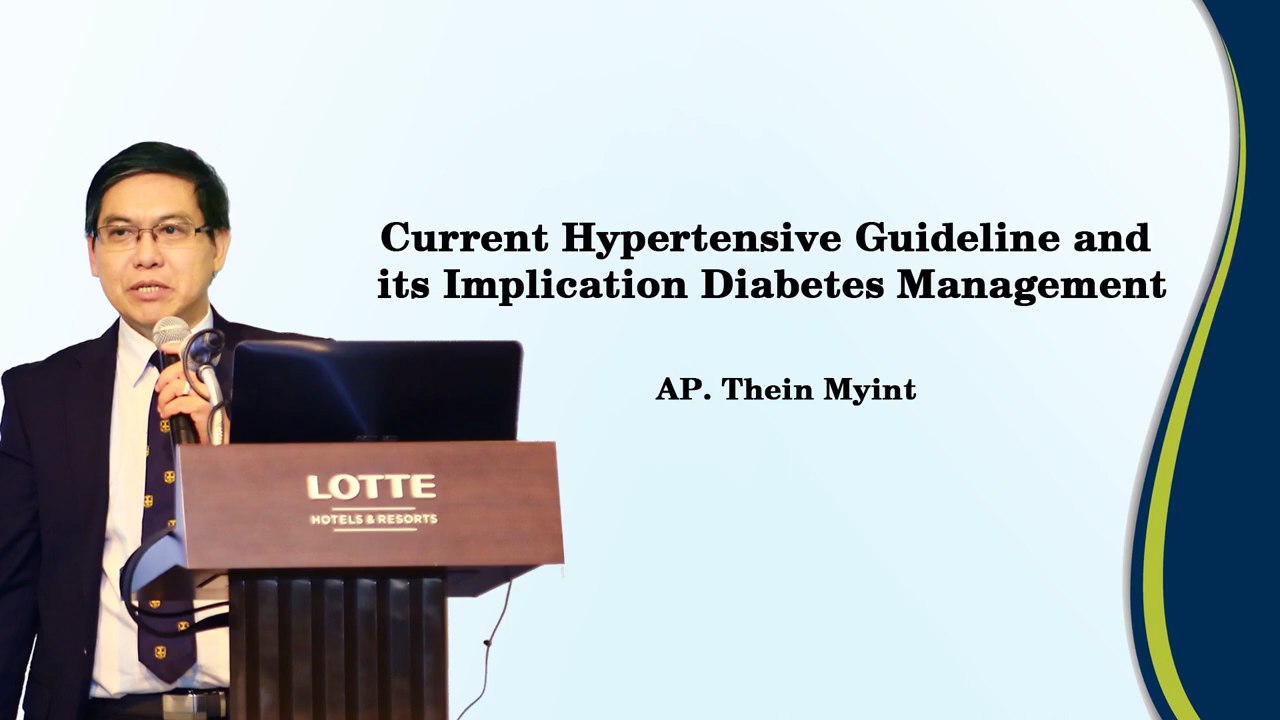 Current Hypertensive Guideline and
its Implication Diabetes Management
AP. Thein Myint
LOTTE
HOTELS & RESORTS